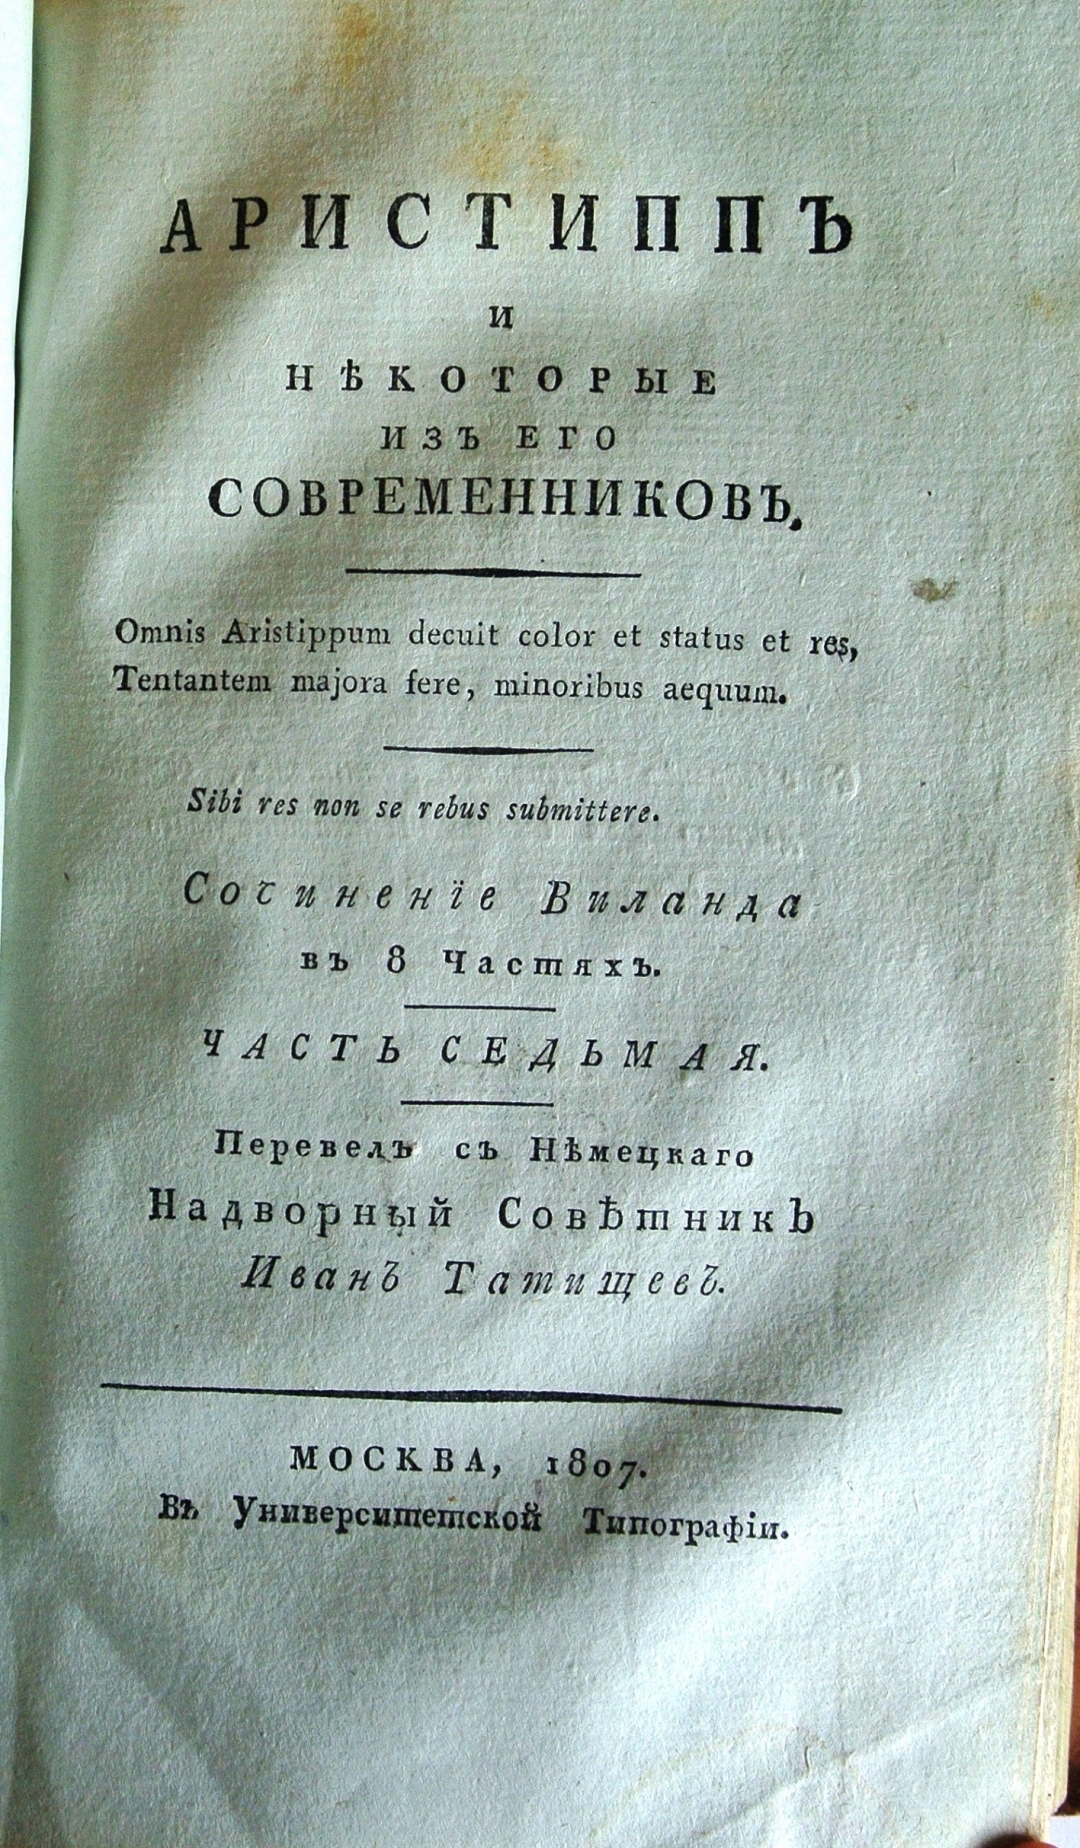 АРИСТИППЪ
И
НѢКОТОРЫЕ
ИЗЪ ЕГО
СОВРЕМЕННИКОВЪ.
Omnis Aristippum decuit color et status et res,
Tentantem majora fere, minoribus aequum.
Sibi res non se rebus submittere.
Сочиненїе Виланда
въ 8 Частяхъ.
ЧАСТЬ СЕДЬМАЯ.
Перевелъ съ Нѣмецкаго
Надворный Совѣтникъ
Иванъ Татищевъ.
МОСКВА, 1807.
Въ Университетской Типографіи.